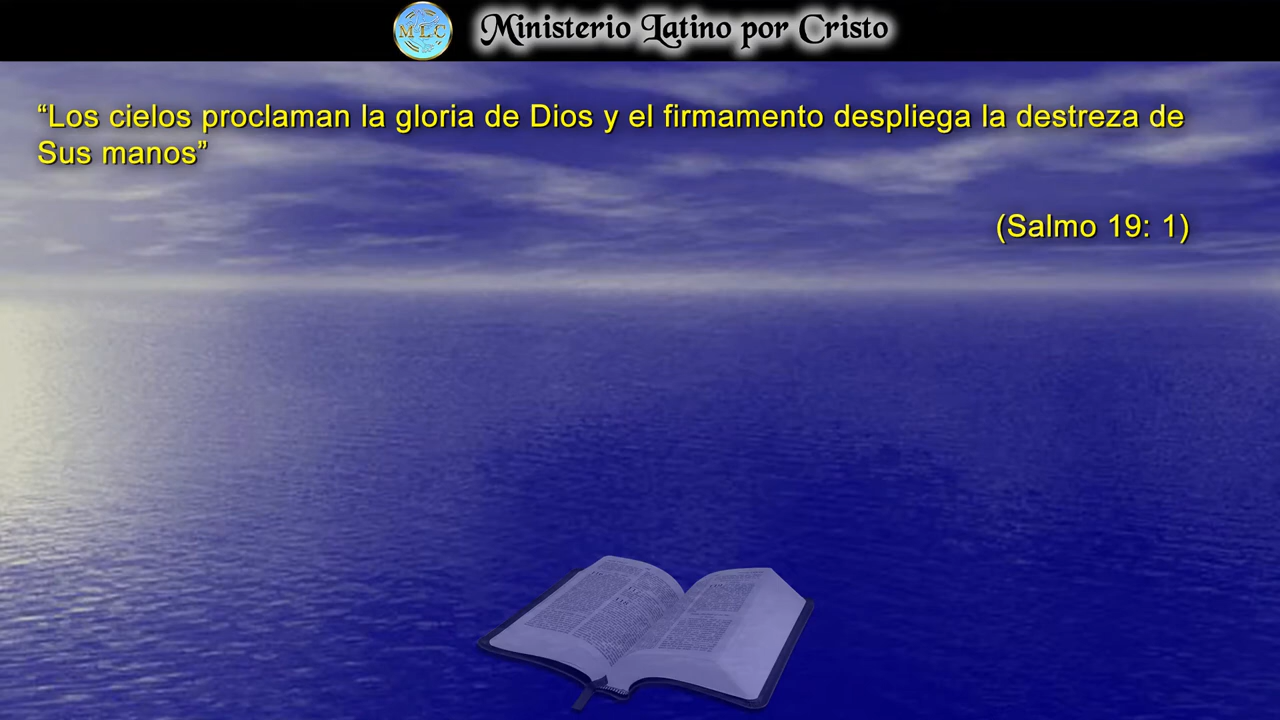 MLC
Ministerio Latino por Cristo
“Los cielos proclaman la gloria de Dios y el firmamento despliega la destreza de
Sus manos”
(Salmo 19: 1)